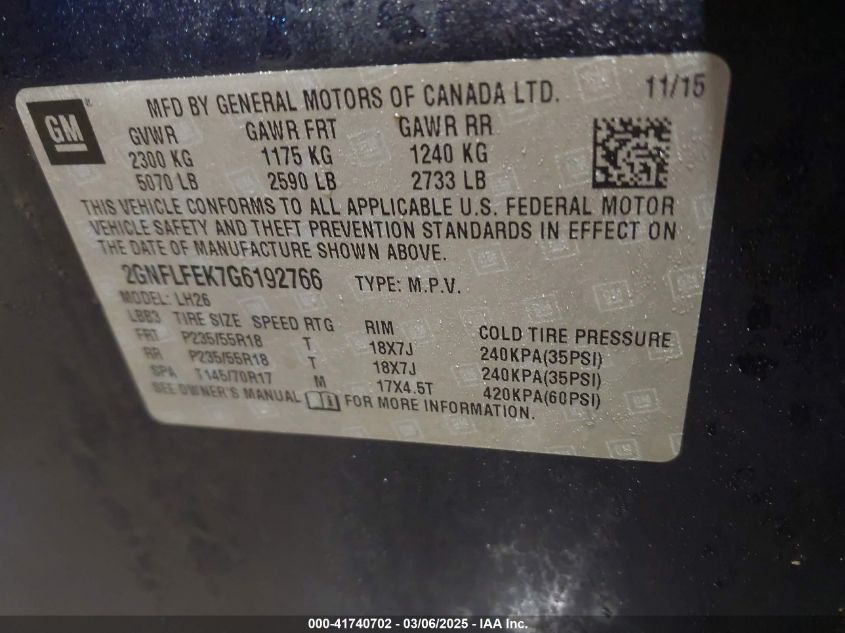 GM
MFD BY GENERAL MOTORS OF CANADA LTD. 11/15
GVWR GAWR FRT GAWR RR
2300 KG 1175 KG 1240 KG
5070 LB 2590 LB 2733 LB
THIS VEHICLE CONFORMS TO ALL APPLICABLE U.S. FEDERAL MOTOR
VEHICLE SAFETY AND THEFT PREVENTION STANDARDS IN EFFECT ON
THE DATE OF MANUFACTURE SHOWN ABOVE.
2GNFLFEK7G6192766 TYPE: M.P.V.
MODEL: LH26
LBB3 TIRE SIZE SPEED RTG RIM COLD TIRE PRESSURE
FRT P235/55R18 T 18X7J 240KPA(35PSI)
RR P235/55R18 T 18X7J 240KPA(35PSI)
SPA T145/70R17 M 17X4.5T 420KPA(60PSI)
SEE OWNER'S MANUAL FOR MORE INFORMATION.
000-41740702 - 03/06/2025 - IAA Inc.